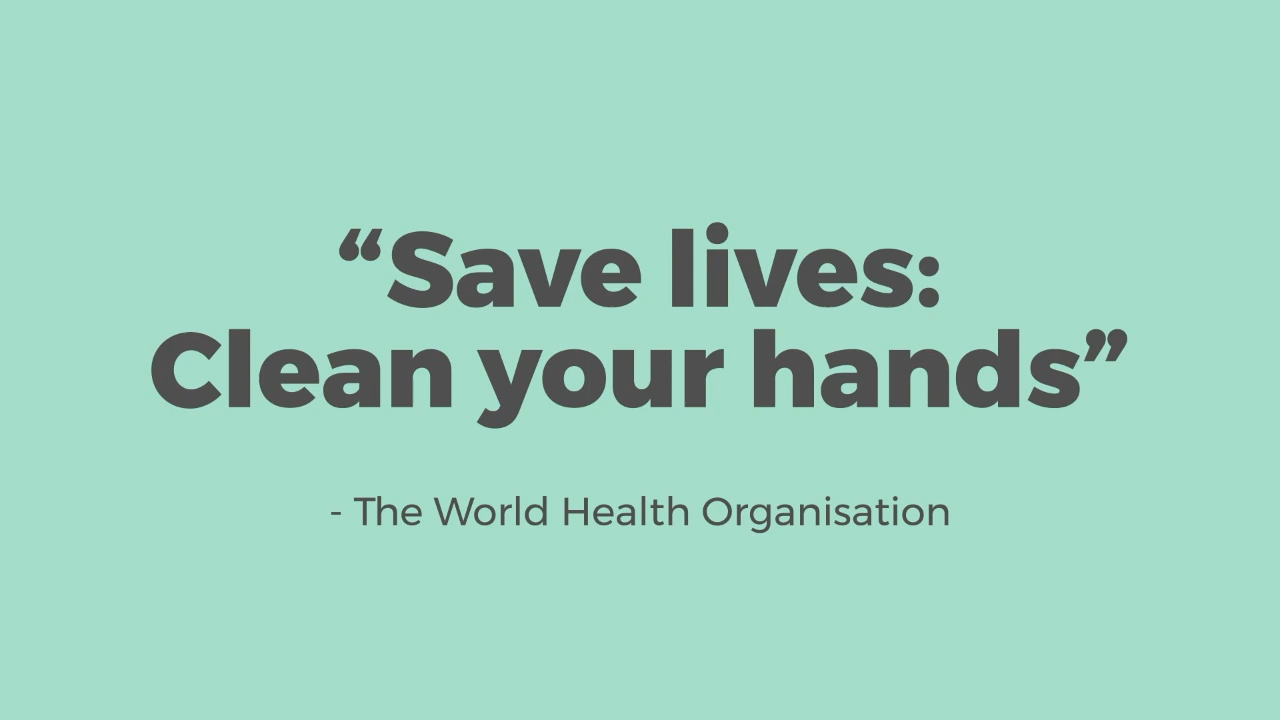 “Save lives:
Clean your hands”
- The World Health Organisation